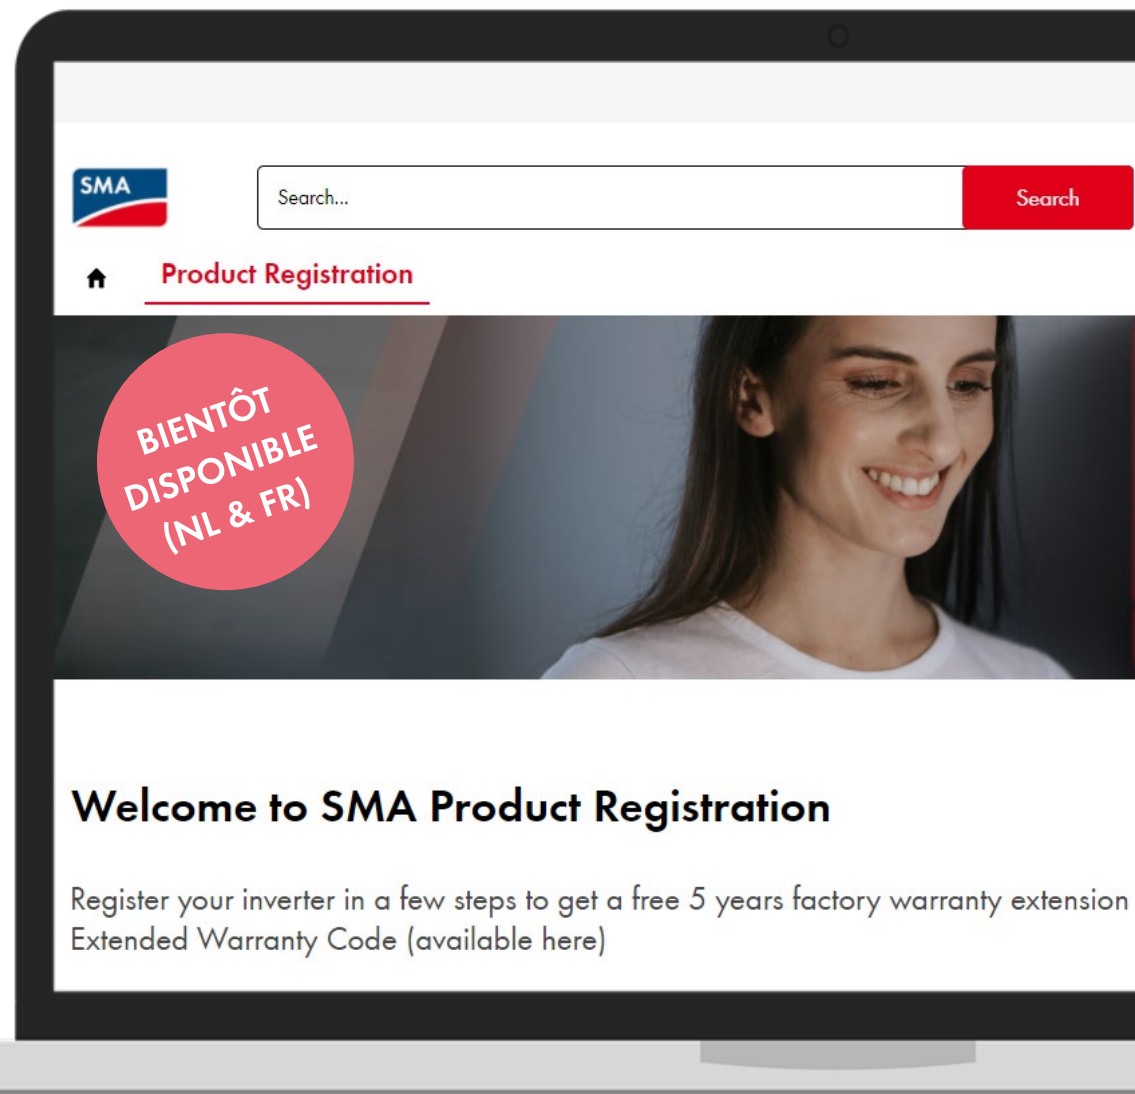 SMA
Search...
Search
Product Registration
BIENTÔT
DISPONIBLE
(NL & FR)
Welcome to SMA Product Registration
Register your inverter in a few steps to get a free 5 years factory warranty extension
Extended Warranty Code (available here)